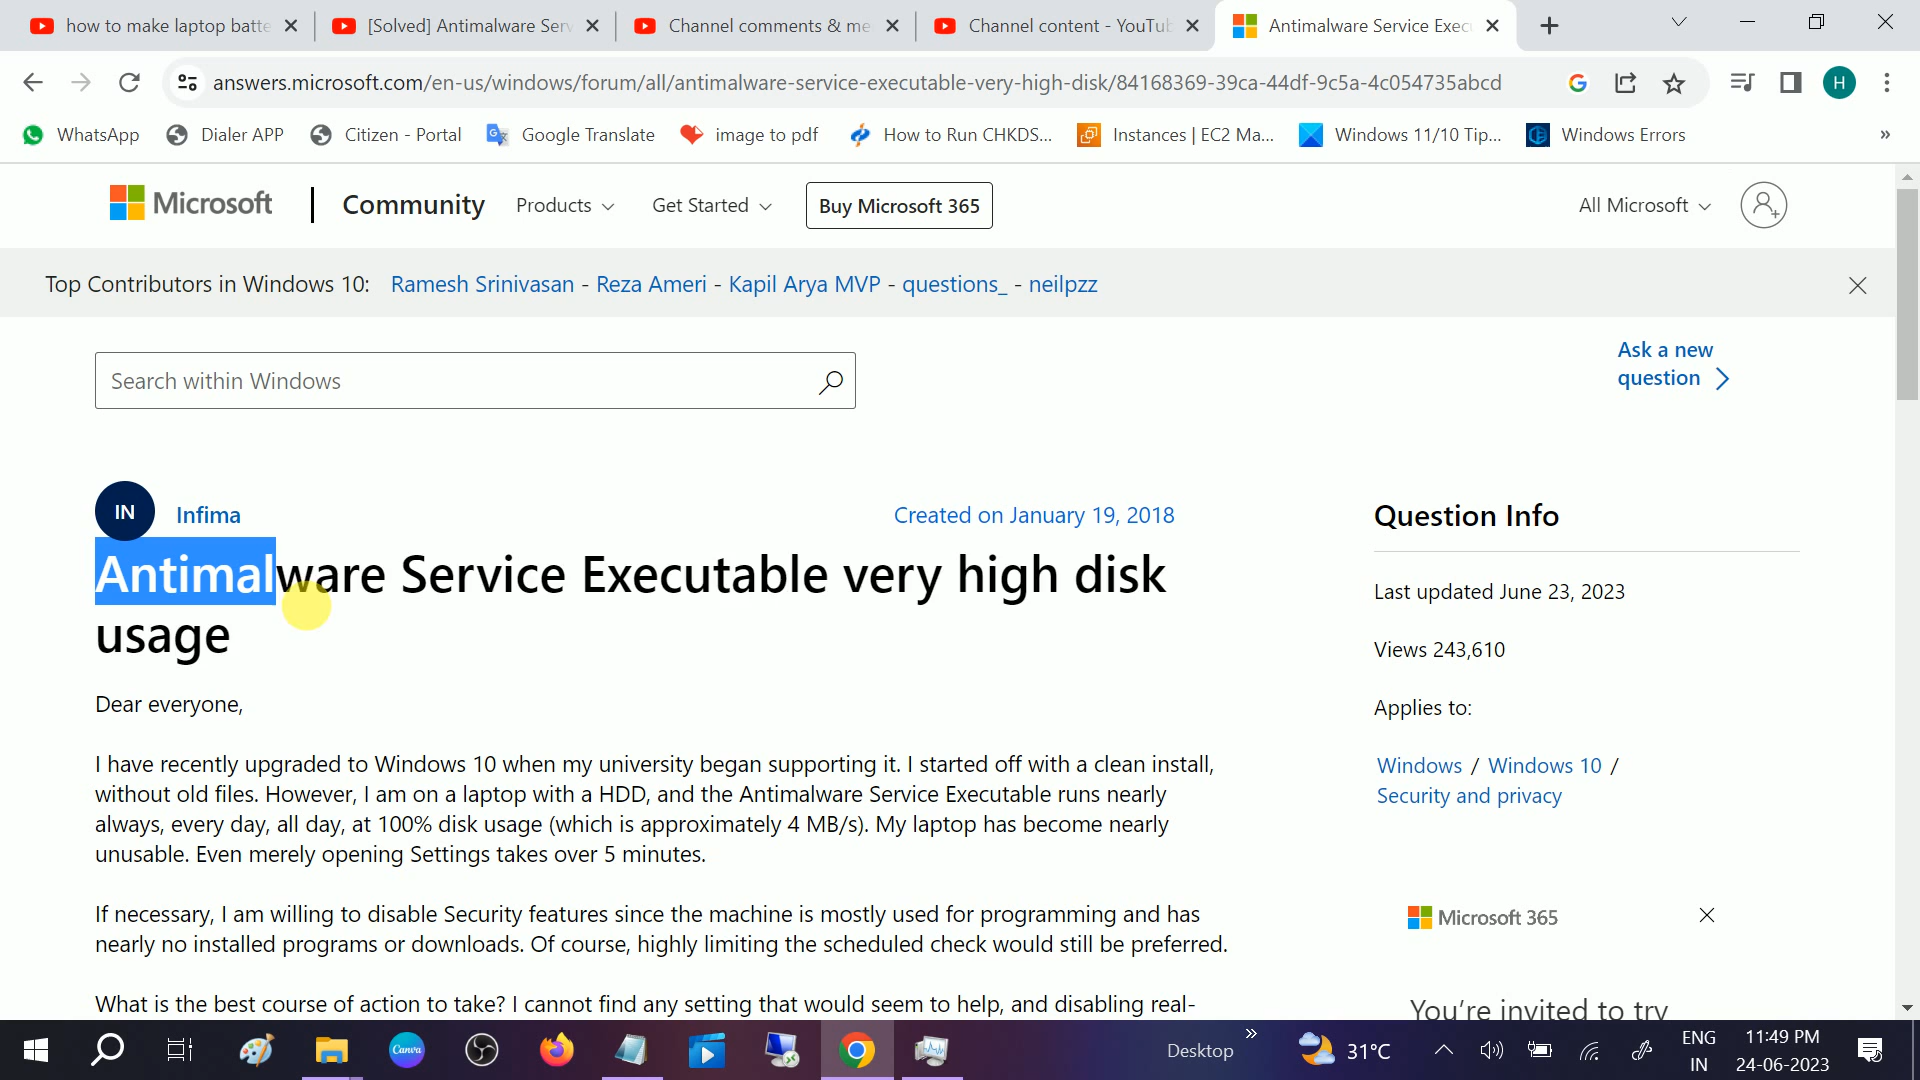 how to make laptop batte
[Solved] Antimalware Serv
Channel comments & me
Channel content - YouTub
Antimalware Service Execu
answers.microsoft.com/en-us/windows/forum/all/antimalware-service-executable-very-high-disk/84168369-39ca-44df-9c5a-4c054735abcd
G
H
WhatsApp
Dialer APP
Citizen - Portal
Google Translate
image to pdf
How to Run CHKDS...
Instances | EC2 Ma...
Windows 11/10 Tip...
Windows Errors
»
Microsoft
Community
Products
Get Started
Buy Microsoft 365
All Microsoft
Top Contributors in Windows 10: Ramesh Srinivasan - Reza Ameri - Kapil Arya MVP - questions_ - neilpzz
Search within Windows
Ask a new
question
IN
Infima
Created on January 19, 2018
Antimalware Service Executable very high disk
usage
Dear everyone,
I have recently upgraded to Windows 10 when my university began supporting it. I started off with a clean install,
without old files. However, I am on a laptop with a HDD, and the Antimalware Service Executable runs nearly
always, every day, all day, at 100% disk usage (which is approximately 4 MB/s). My laptop has become nearly
unusable. Even merely opening Settings takes over 5 minutes.
If necessary, I am willing to disable Security features since the machine is mostly used for programming and has
nearly no installed programs or downloads. Of course, highly limiting the scheduled check would still be preferred.
What is the best course of action to take? I cannot find any setting that would seem to help, and disabling real-
Question Info
Last updated June 23, 2023
Views 243,610
Applies to:
Windows / Windows 10 /
Security and privacy
Microsoft 365
You're invited to try
Canva
Desktop
»
31°C
ENG
IN
11:49 PM
24-06-2023